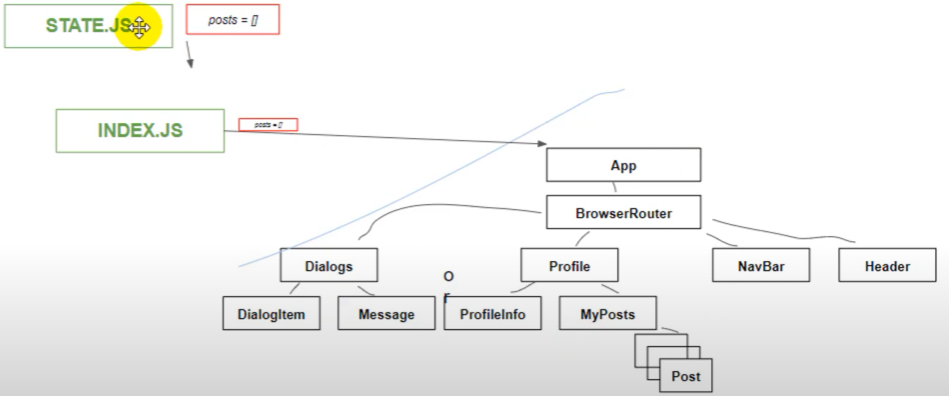 STATE.JS
posts = []
INDEX.JS
posts = []
App
BrowserRouter
Dialogs
Profile
NavBar
Header
O
DialogItem
Message
ProfileInfo
MyPosts
Post